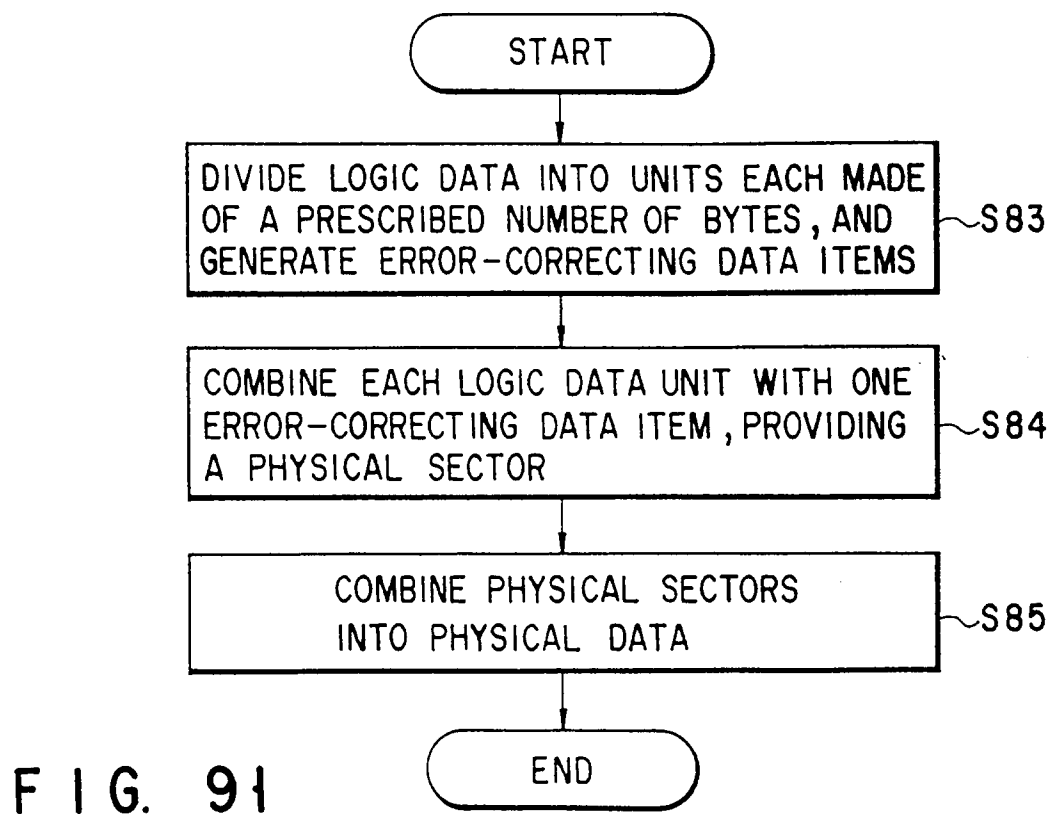 START
DIVIDE LOGIC DATA INTO UNITS EACH MADE
OF A PRESCRIBED NUMBER OF BYTES, AND
GENERATE ERROR-CORRECTING DATA ITEMS
S83
COMBINE EACH LOGIC DATA UNIT WITH ONE
ERROR-CORRECTING DATA ITEM, PROVIDING
A PHYSICAL SECTOR
S84
COMBINE PHYSICAL SECTORS
INTO PHYSICAL DATA
S85
END
FIG. 91